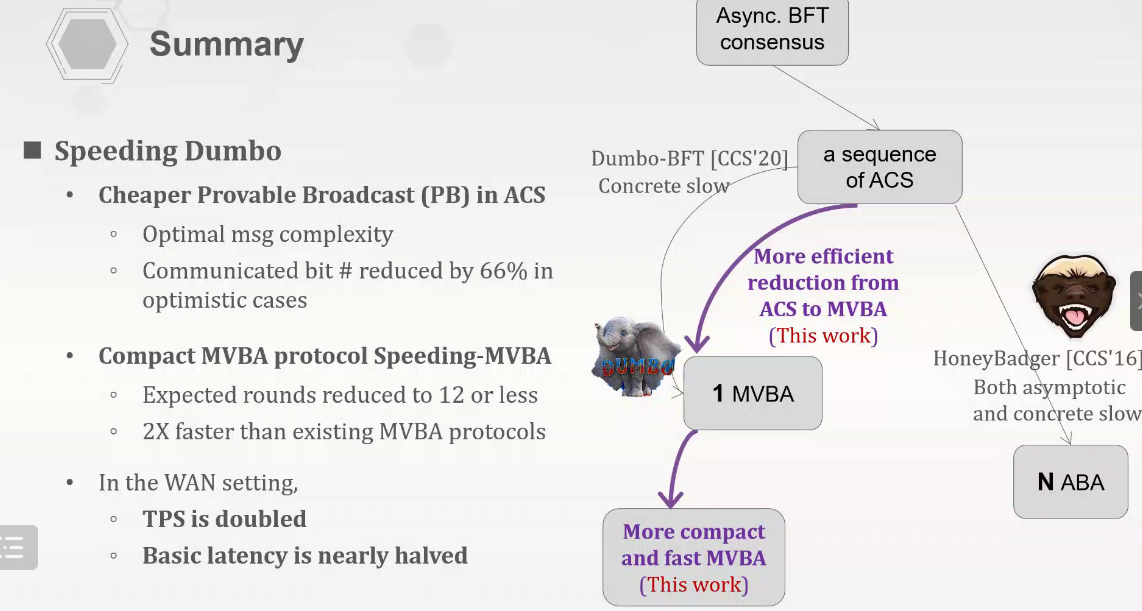 Summary
Speeding Dumbo
• Cheaper Provable Broadcast (PB) in ACS
◦ Optimal msg complexity
◦ Communicated bit # reduced by 66% in
optimistic cases
• Compact MVBA protocol Speeding-MVBA
◦ Expected rounds reduced to 12 or less
◦ 2X faster than existing MVBA protocols
• In the WAN setting,
◦ TPS is doubled
◦ Basic latency is nearly halved
Async. BFT
consensus
a sequence
of ACS
Dumbo-BFT [CCS'20]
Concrete slow
More efficient
reduction from
ACS to MVBA
(This work)
DUMBO
1 MVBA
HoneyBadger [CCS'16]
Both asymptotic
and concrete slow
N ABA
More compact
and fast MVBA
(This work)